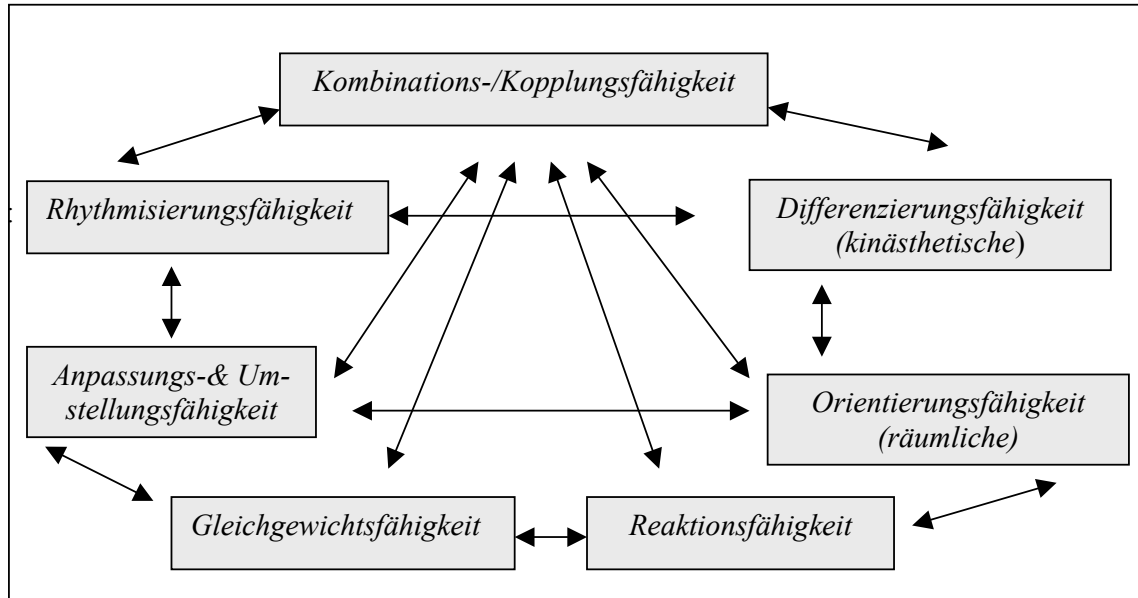 Kombinations-/Kopplungsfähigkeit
Rhythmisierungsfähigkeit
Differenzierungsfähigkeit
(kinästhetische)
Anpassungs-& Um-
stellungsfähigkeit
Orientierungsfähigkeit
(räumliche)
Gleichgewichtsfähigkeit
Reaktionsfähigkeit